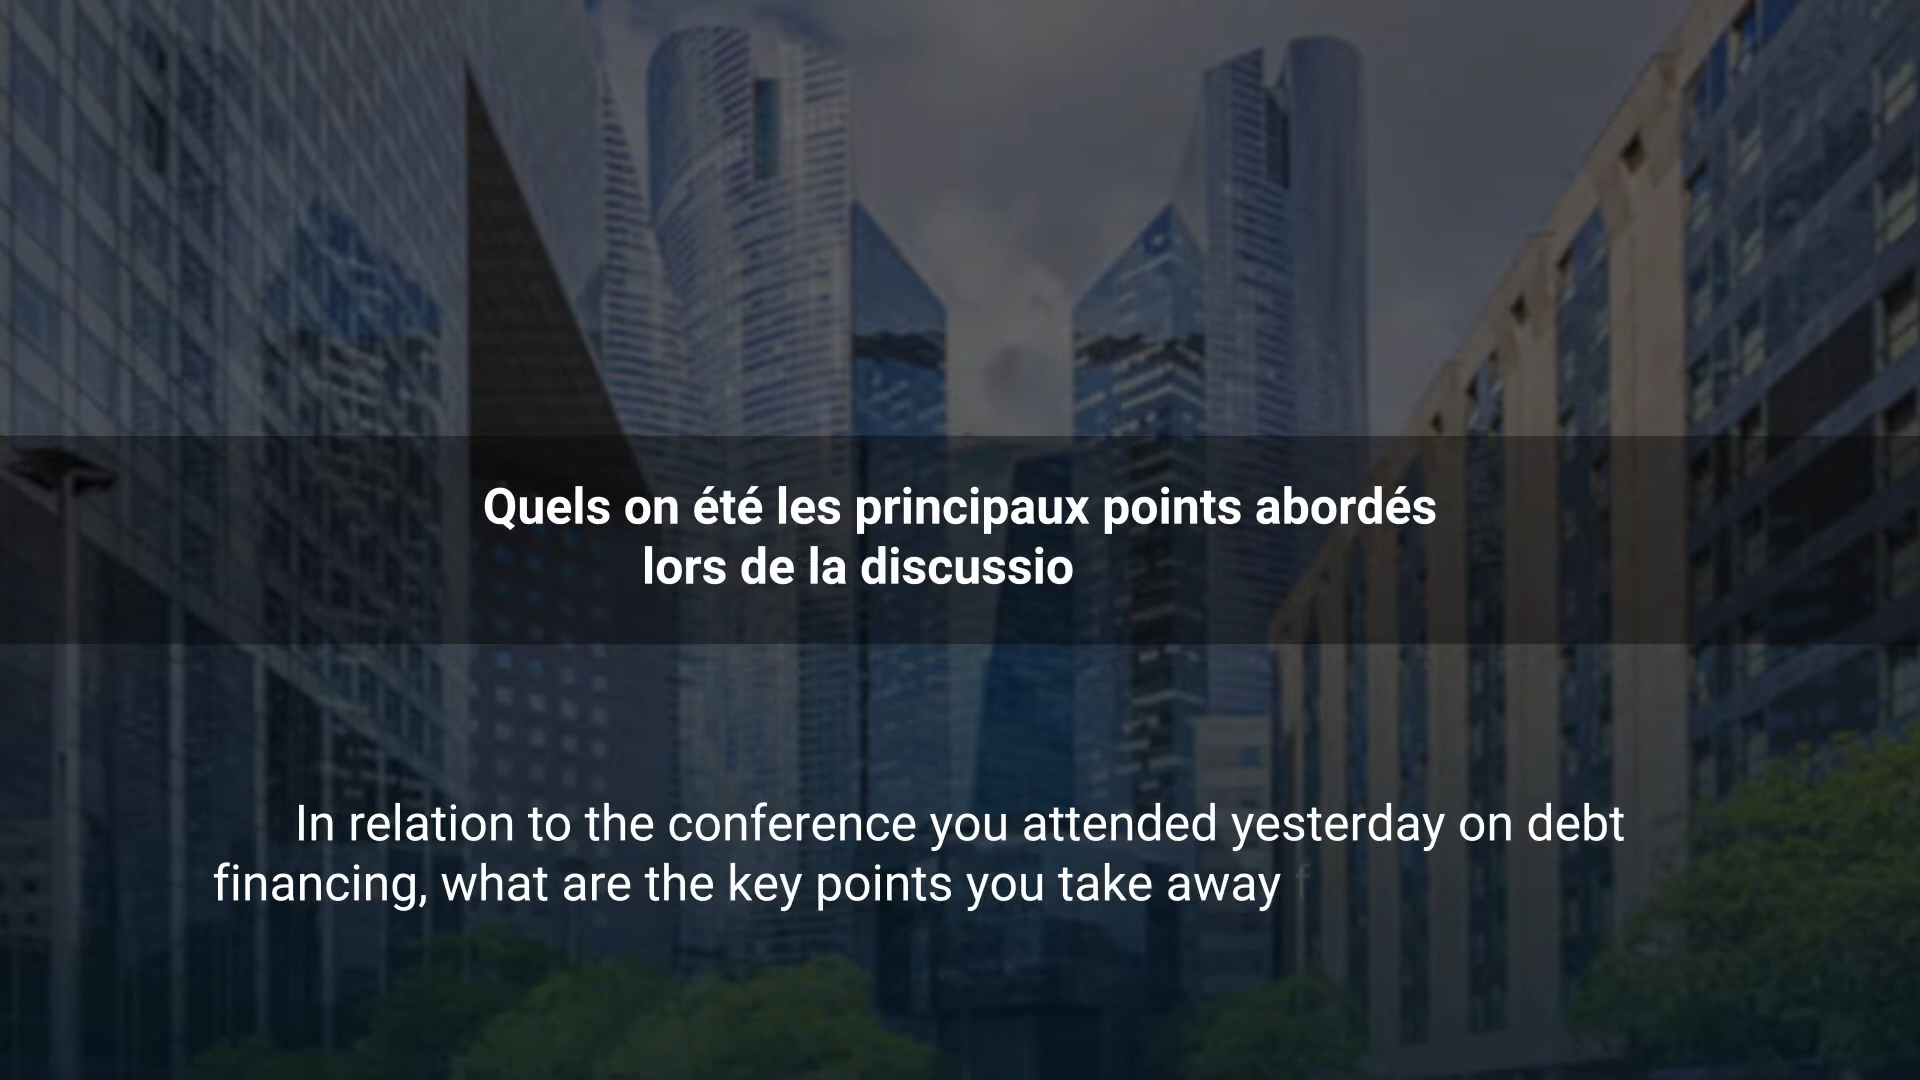 Quels on été les principaux points abordés
lors de la discussio
In relation to the conference you attended yesterday on debt
financing, what are the key points you take away f